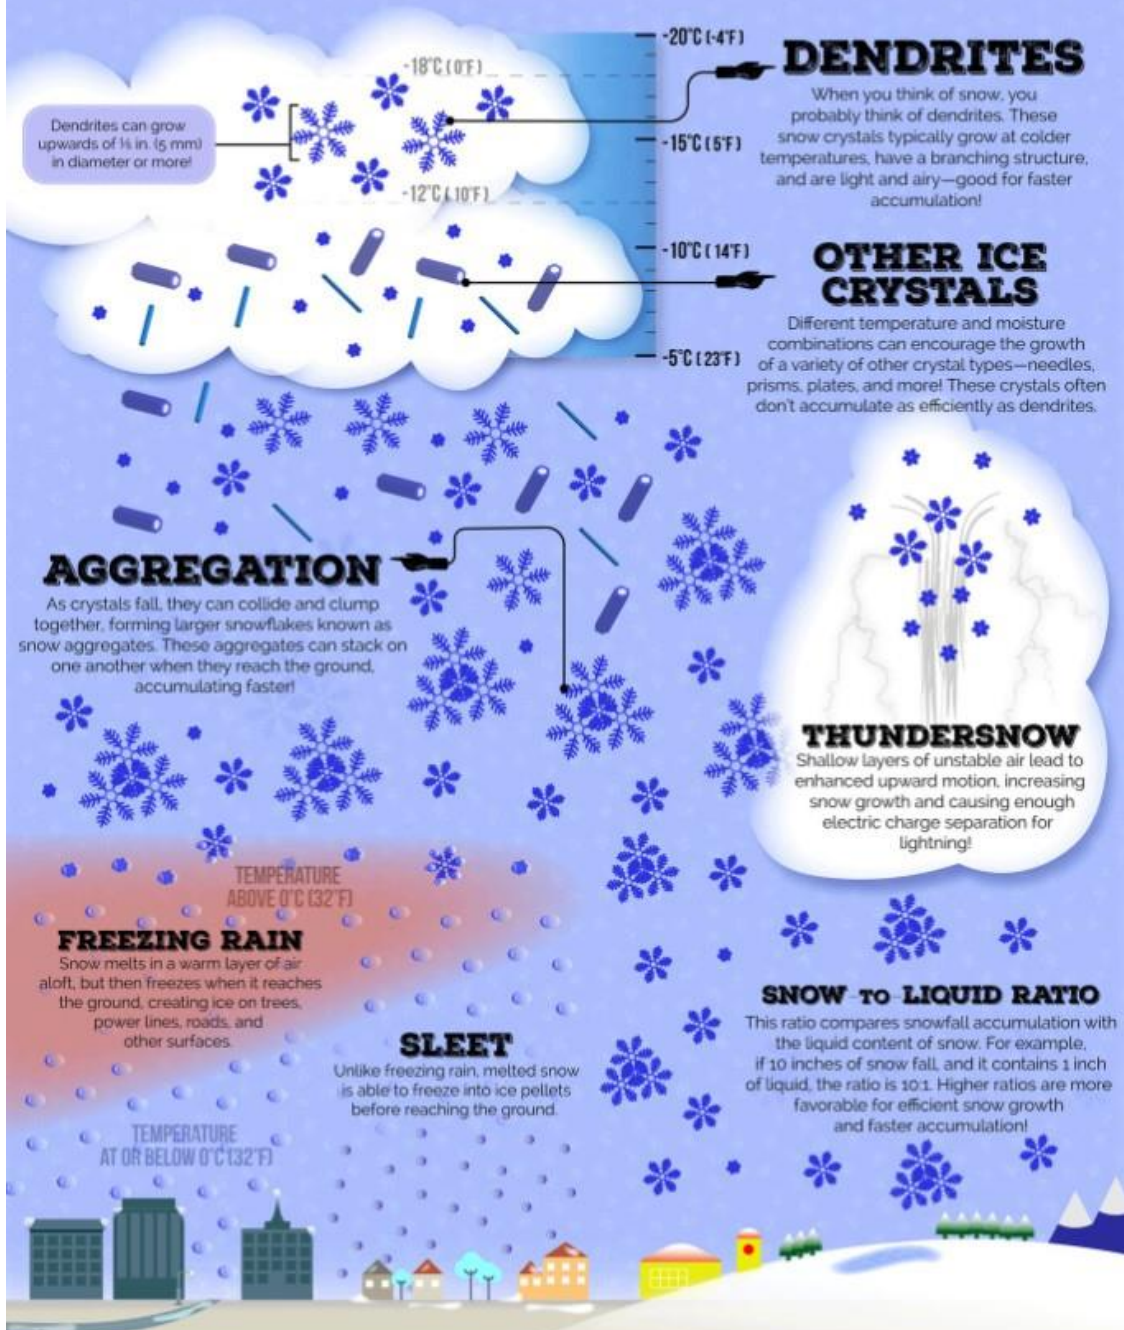 -20°C (-4°F)
-18°C (0°F)
DENDRITES
When you think of snow, you
probably think of dendrites. These
snow crystals typically grow at colder
temperatures, have a branching structure,
and are light and airy—good for faster
accumulation!
Dendrites can grow
upwards of ⅛ in. (5 mm)
in diameter or more!
-15°C (5°F)
-12°C (10°F)
-10°C (14°F)
OTHER ICE
CRYSTALS
Different temperature and moisture
combinations can encourage the growth
of a variety of other crystal types—needles,
prisms, plates, and more! These crystals often
don't accumulate as efficiently as dendrites.
-5°C (23°F)
AGGREGATION
As crystals fall, they can collide and clump
together, forming larger snowflakes known as
snow aggregates. These aggregates can stack on
one another when they reach the ground,
accumulating faster!
THUNDERSNOW
Shallow layers of unstable air lead to
enhanced upward motion, increasing
snow growth and causing enough
electric charge separation for
lightning!
TEMPERATURE
ABOVE 0°C (32°F)
FREEZING RAIN
Snow melts in a warm layer of air
aloft, but then freezes when it reaches
the ground, creating ice on trees,
power lines, roads, and
other surfaces.
SLEET
Unlike freezing rain, melted snow
is able to freeze into ice pellets
before reaching the ground.
SNOW TO LIQUID RATIO
This ratio compares snowfall accumulation with
the liquid content of snow. For example,
if 10 inches of snow fall, and it contains 1 inch
of liquid, the ratio is 10:1. Higher ratios are more
favorable for efficient snow growth
and faster accumulation!
TEMPERATURE
AT OR BELOW 0°C (32°F)